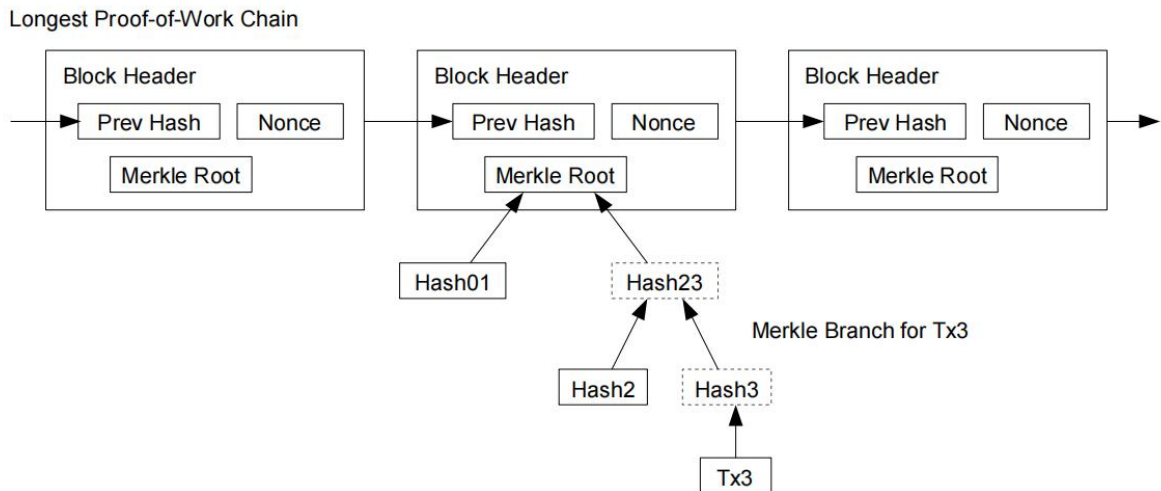 Longest Proof-of-Work Chain
Block Header Block Header Block Header
Prev Hash Nonce Prev Hash Nonce Prev Hash Nonce
Merkle Root Merkle Root Merkle Root
Hash01 Hash23
Merkle Branch for Tx3
Hash2 Hash3
Tx3